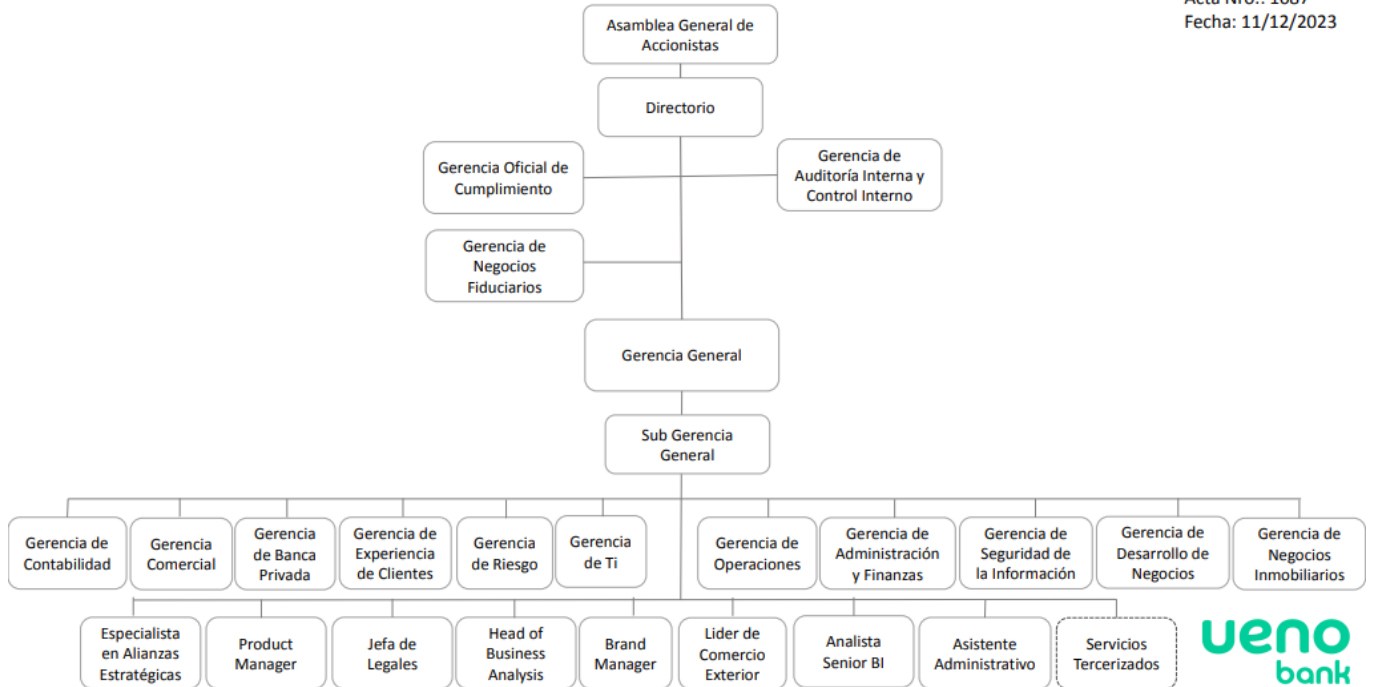 Acta Nro.: 1087
Fecha: 11/12/2023
Asamblea General de
Accionistas
Directorio
Gerencia Oficial de
Cumplimiento
Gerencia de
Auditoría Interna y
Control Interno
Gerencia de
Negocios
Fiduciarios
Gerencia General
Sub Gerencia
General
Gerencia de
Contabilidad
Gerencia
Comercial
Gerencia
de Banca
Privada
Gerencia de
Experiencia
de Clientes
Gerencia
de Riesgo
Gerencia
de Ti
Gerencia de
Operaciones
Gerencia de
Administración
y Finanzas
Gerencia de
Seguridad de
la Información
Gerencia de
Desarrollo de
Negocios
Gerencia de
Negocios
Inmobiliarios
Especialista
en Alianzas
Estratégicas
Product
Manager
Jefa de
Legales
Head of
Business
Analysis
Brand
Manager
Lider de
Comercio
Exterior
Analista
Senior BI
Asistente
Administrativo
Servicios
Tercerizados
ueno
bank